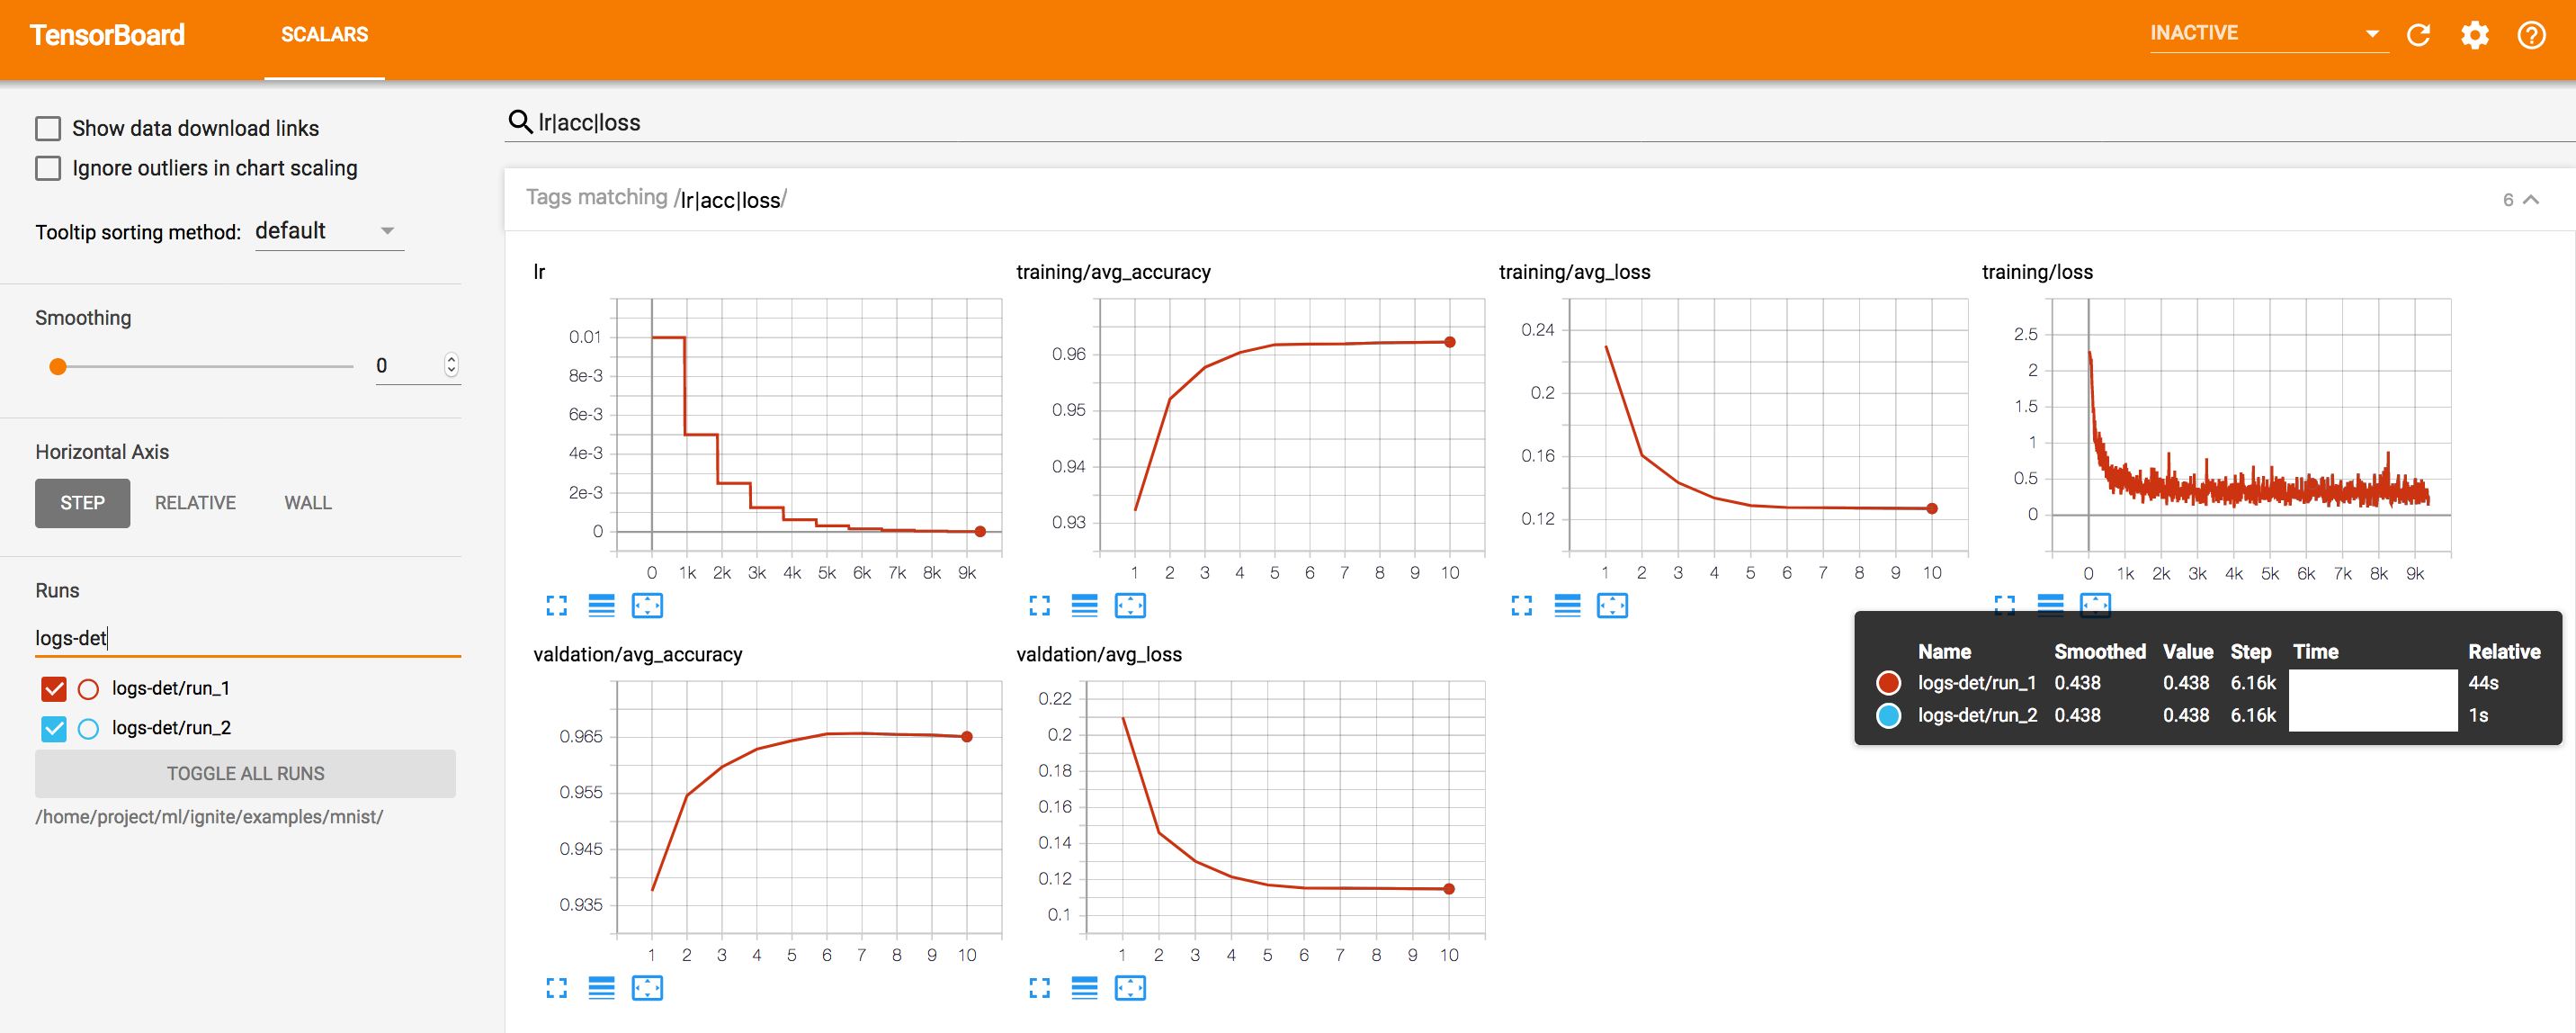 TensorBoard SCALARS INACTIVE
Show data download links
Ignore outliers in chart scaling
Tooltip sorting method: default
Smoothing
0
Horizontal Axis
STEP RELATIVE WALL
Runs
logs-det
logs-det/run_1
logs-det/run_2
TOGGLE ALL RUNS
/home/project/ml/ignite/examples/mnist/
lr|acc|loss
Tags matching /lr|acc|loss/ 6
lr
0.01
8e-3
6e-3
4e-3
2e-3
0
0 1k 2k 3k 4k 5k 6k 7k 8k 9k
training/avg_accuracy
0.96
0.95
0.94
0.93
1 2 3 4 5 6 7 8 9 10
training/avg_loss
0.24
0.2
0.16
0.12
1 2 3 4 5 6 7 8 9 10
training/loss
2.5
2
1.5
1
0.5
0
0 1k 2k 3k 4k 5k 6k 7k 8k 9k
valdation/avg_accuracy
0.965
0.955
0.945
0.935
1 2 3 4 5 6 7 8 9 10
valdation/avg_loss
0.22
0.2
0.18
0.16
0.14
0.12
0.1
1 2 3 4 5 6 7 8 9 10
Name Smoothed Value Step Time Relative
logs-det/run_1 0.438 0.438 6.16k 44s
logs-det/run_2 0.438 0.438 6.16k 1s